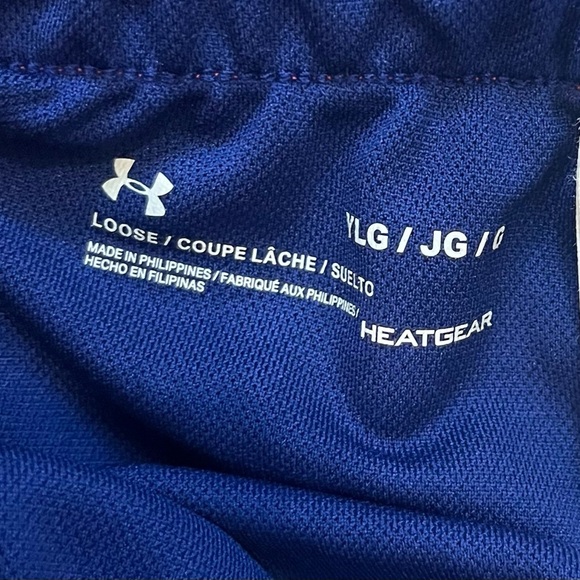 YLG / JG / G
LOOSE / COUPE LÂCHE / SUELTO
MADE IN PHILIPPINES / FABRIQUÉ AUX PHILIPPINES /
HECHO EN FILIPINAS
HEATGEAR